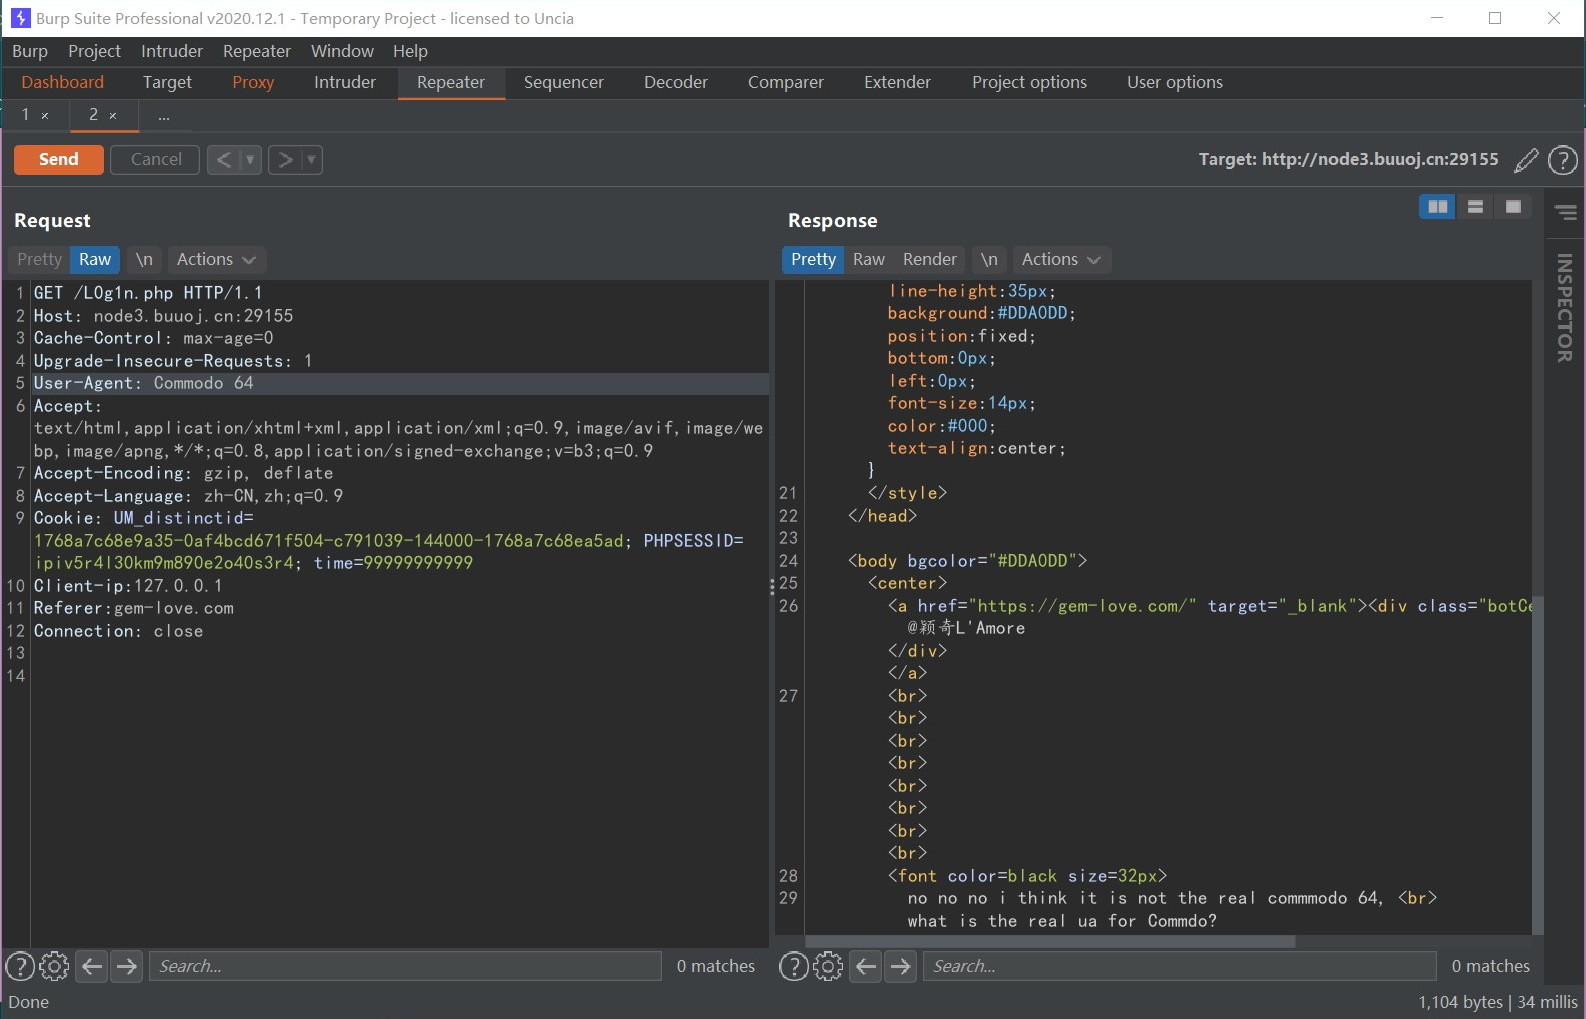 Burp Suite Professional v2020.12.1 - Temporary Project - licensed to Uncia
Burp Project Intruder Repeater Window Help
Dashboard Target Proxy Intruder Repeater Sequencer Decoder Comparer Extender Project options User options
1 × 2 × ...
Send Cancel < > Target: http://node3.buuoj.cn:29155
Request
Pretty Raw \n Actions
1 GET /L0g1n.php HTTP/1.1
2 Host: node3.buuoj.cn:29155
3 Cache-Control: max-age=0
4 Upgrade-Insecure-Requests: 1
5 User-Agent: Commodo 64
6 Accept:
text/html,application/xhtml+xml,application/xml;q=0.9,image/avif,image/we
bp,image/apng,*/*;q=0.8,application/signed-exchange;v=b3;q=0.9
7 Accept-Encoding: gzip, deflate
8 Accept-Language: zh-CN,zh;q=0.9
9 Cookie: UM_distinctid=
1768a7c68e9a35-0af4bcd671f504-c791039-144000-1768a7c68ea5ad; PHPSESSID=
ipiv5r4l30km9m890e2o40s3r4; time=99999999999
10 Client-ip:127.0.0.1
11 Referer:gem-love.com
12 Connection: close
13
14
? Search... 0 matches
Response
Pretty Raw Render \n Actions
line-height:35px;
background:#DDA0DD;
position:fixed;
bottom:0px;
left:0px;
font-size:14px;
color:#000;
text-align:center;
}
21 </style>
22 </head>
23
24 <body bgcolor="#DDA0DD">
25 <center>
26 <a href="https://gem-love.com/" target="_blank"><div class="botCe
@颖奇L'Amore
</div>
</a>
27 <br>
<br>
<br>
<br>
<br>
<br>
<br>
<br>
28 <font color=black size=32px>
29 no no no i think it is not the real commmodo 64, <br>
what is the real ua for Commdo?
? Search... 0 matches
INSPECTOR
Done
1,104 bytes | 34 millis